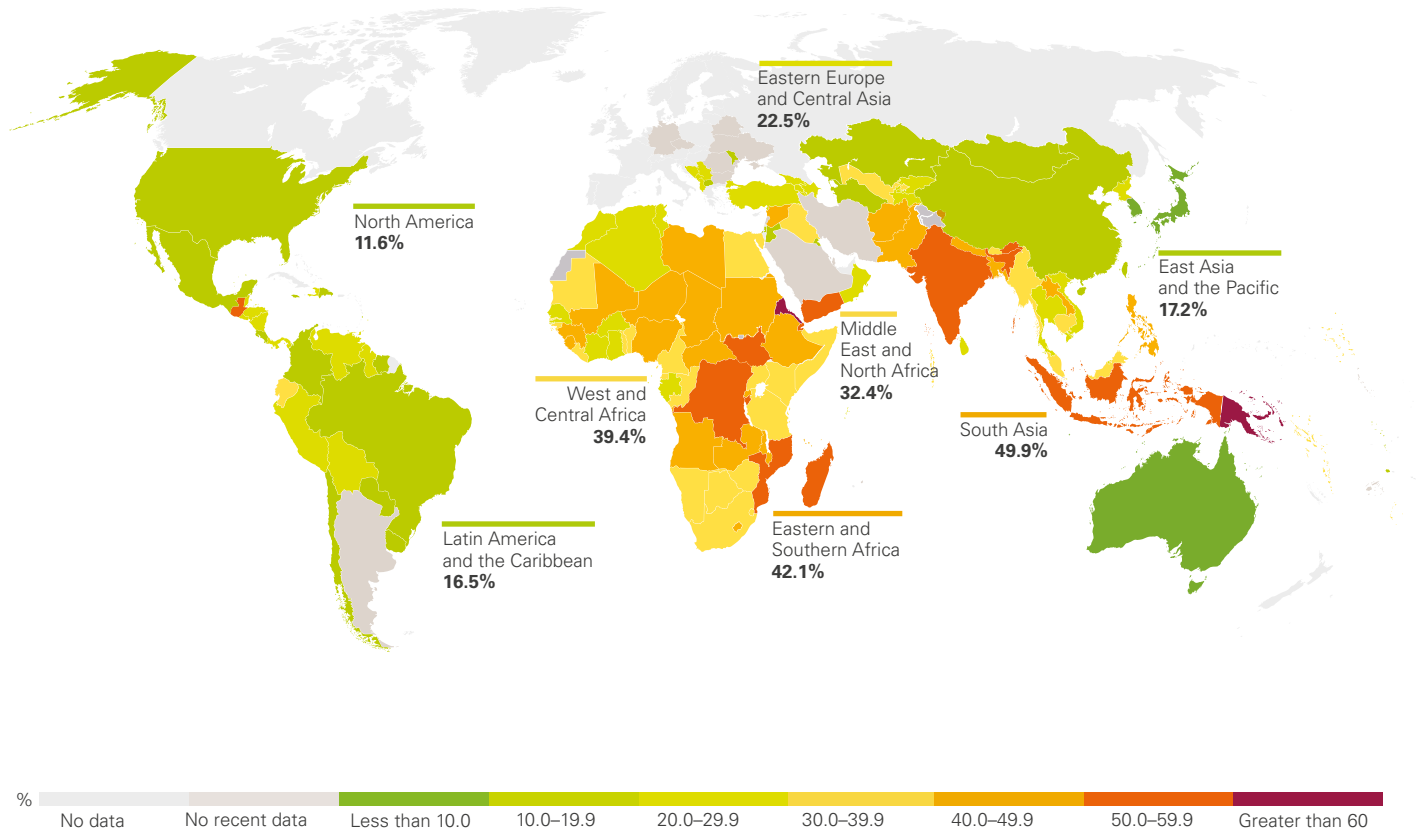 Eastern Europe
and Central Asia
22.5%
North America
11.6%
East Asia
and the Pacific
17.2%
Middle
East and
North Africa
32.4%
West and
Central Africa
39.4%
South Asia
49.9%
Eastern and
Southern Africa
42.1%
Latin America
and the Caribbean
16.5%
%
No data
No recent data
Less than 10.0
10.0–19.9
20.0–29.9
30.0–39.9
40.0–49.9
50.0–59.9
Greater than 60